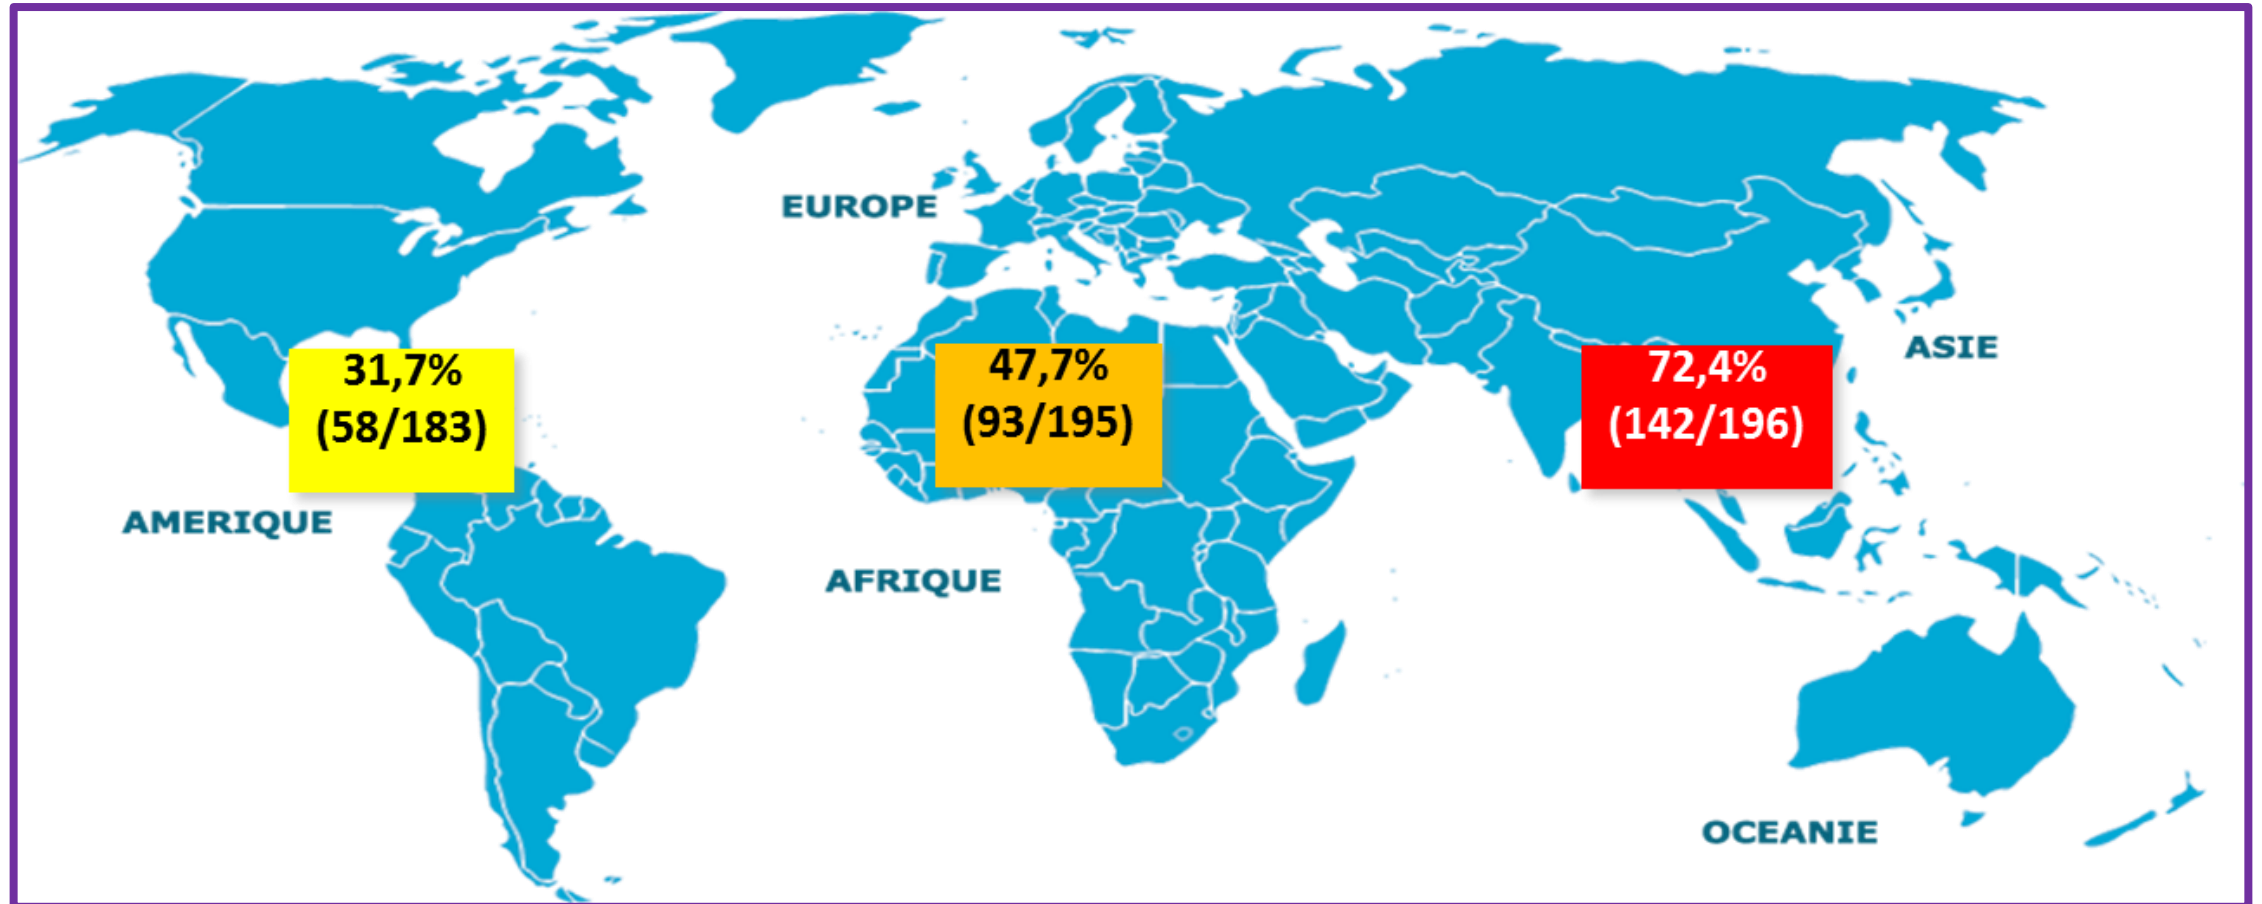 EUROPE
ASIE
31,7%
(58/183)
47,7%
(93/195)
72,4%
(142/196)
AMERIQUE
AFRIQUE
OCEANIE